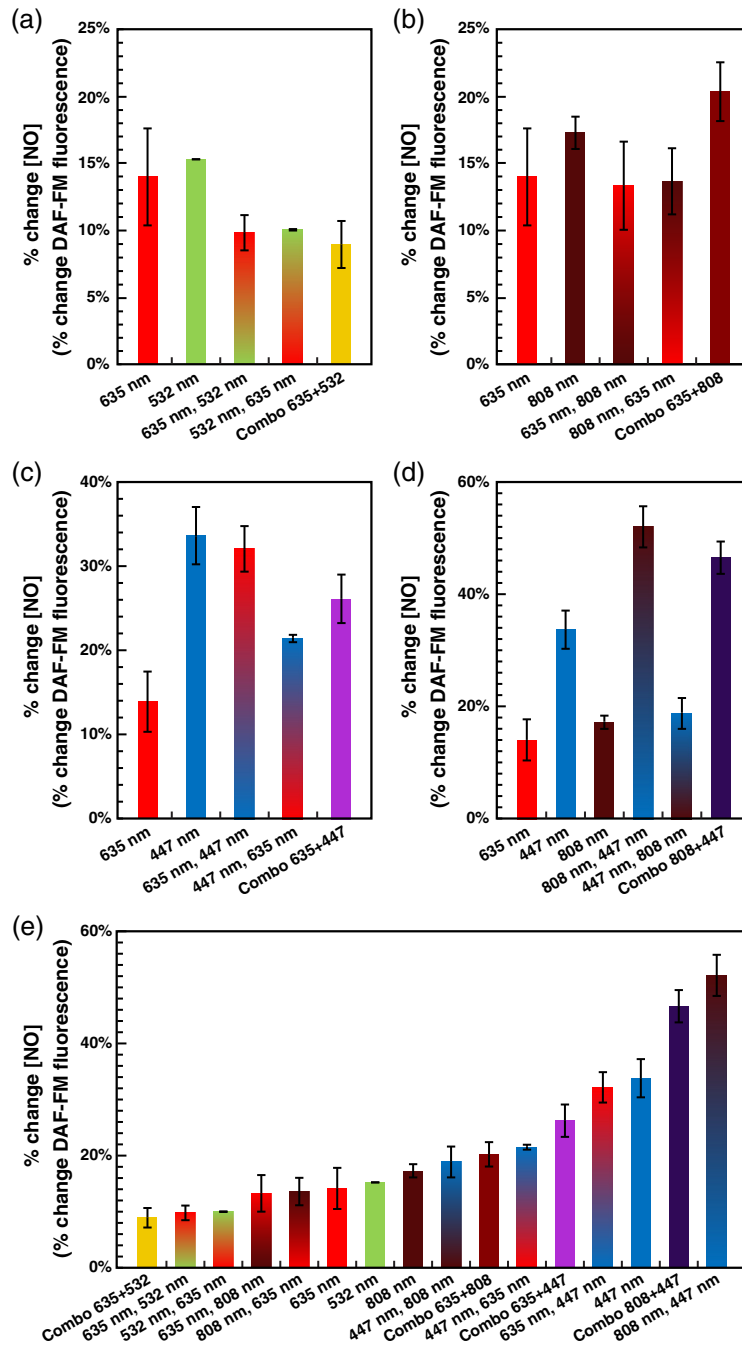 (a)
25%
20%
15%
10%
5%
0%
% change [NO]
(% change DAF-FM fluorescence)
635 nm
532 nm
635 nm, 532 nm
532 nm, 635 nm
Combo 635+532
(b)
25%
20%
15%
10%
5%
0%
% change [NO]
(% change DAF-FM fluorescence)
635 nm
808 nm
635 nm, 808 nm
808 nm, 635 nm
Combo 635+808
(c)
40%
30%
20%
10%
0%
% change [NO]
(% change DAF-FM fluorescence)
635 nm
447 nm
635 nm, 447 nm
447 nm, 635 nm
Combo 635+447
(d)
60%
40%
20%
0%
% change [NO]
(% change DAF-FM fluorescence)
635 nm
447 nm
808 nm
808 nm, 447 nm
447 nm, 808 nm
Combo 808+447
(e)
60%
40%
20%
0%
% change [NO]
(% change DAF-FM fluorescence)
Combo 635+532
635 nm, 532 nm
532 nm, 635 nm
635 nm, 808 nm
808 nm, 635 nm
635 nm
532 nm
808 nm
447 nm, 808 nm
Combo 635+808
447 nm, 635 nm
Combo 635+447
635 nm, 447 nm
447 nm
Combo 808+447
808 nm, 447 nm